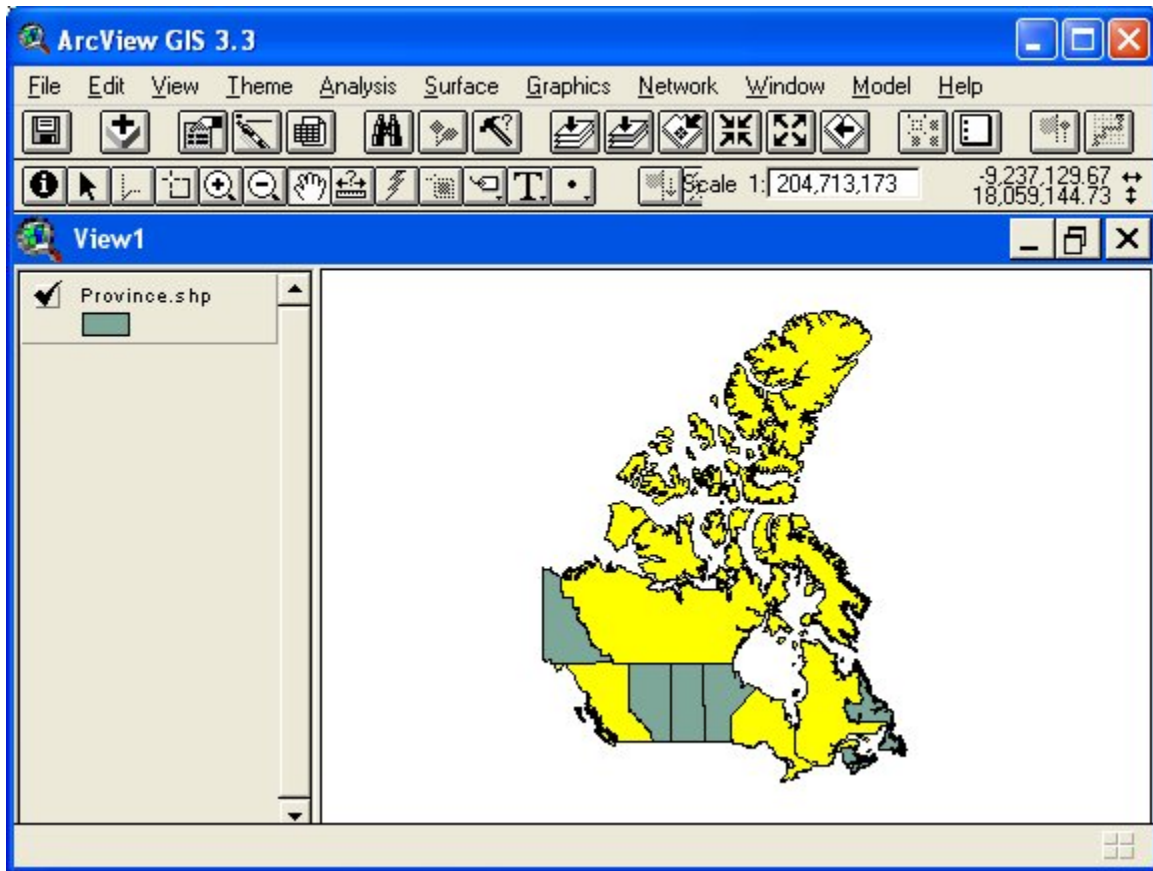 ArcView GIS 3.3
File Edit View Theme Analysis Surface Graphics Network Window Model Help
Scale 1: 204,713,173 -9,237,129.67
18,059,144.73
View1
Province.shp